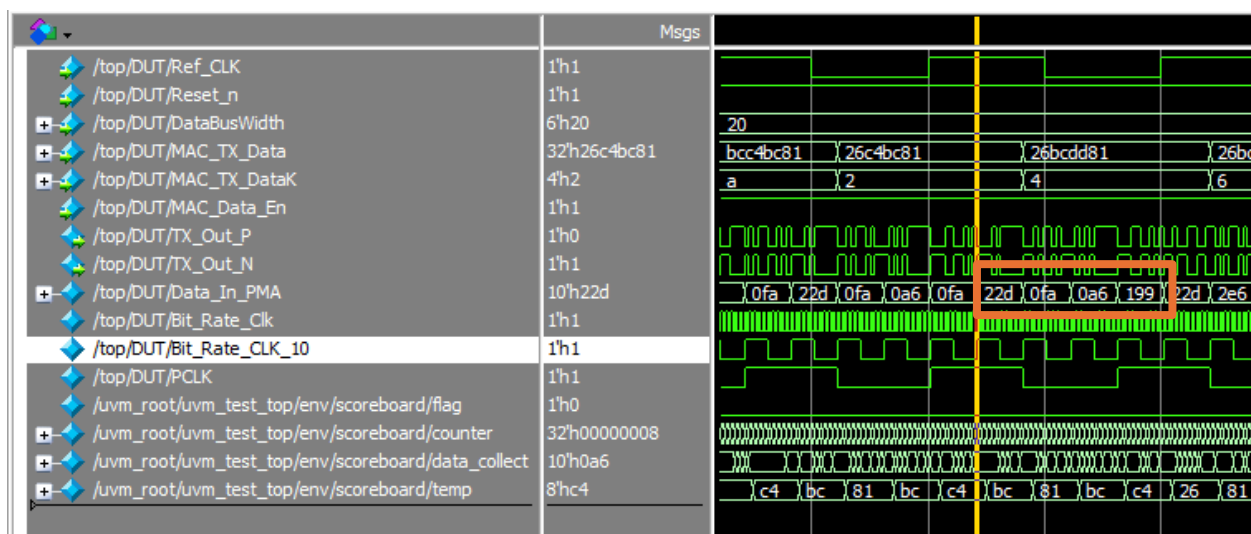 Msgs
/top/DUT/Ref_CLK 1'h1
/top/DUT/Reset_n 1'h1
/top/DUT/DataBusWidth 6'h20 20
/top/DUT/MAC_TX_Data 32'h26c4bc81 bcc4bc81 26c4bc81 26bcdd81 26bc
/top/DUT/MAC_TX_DataK 4'h2 a 2 4 6
/top/DUT/MAC_Data_En 1'h1
/top/DUT/TX_Out_P 1'h0
/top/DUT/TX_Out_N 1'h1
/top/DUT/Data_In_PMA 10'h22d 0fa 22d 0fa 0a6 0fa 22d 0fa 0a6 199 22d 2e6
/top/DUT/Bit_Rate_Clk 1'h1
/top/DUT/Bit_Rate_CLK_10 1'h1
/top/DUT/PCLK 1'h1
/uvm_root/uvm_test_top/env/scoreboard/flag 1'h0
/uvm_root/uvm_test_top/env/scoreboard/counter 32'h00000008
/uvm_root/uvm_test_top/env/scoreboard/data_collect 10'h0a6
/uvm_root/uvm_test_top/env/scoreboard/temp 8'hc4 c4 bc 81 bc c4 bc 81 bc c4 26 81